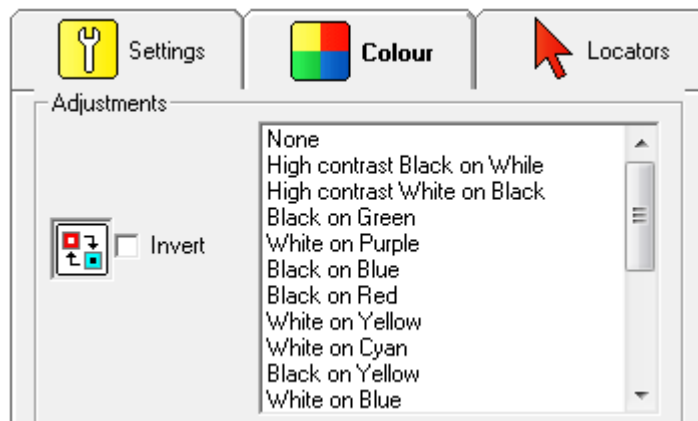 Settings
Colour
Locators
Adjustments
Invert
None
High contrast Black on While
High contrast White on Black
Black on Green
White on Purple
Black on Blue
Black on Red
White on Yellow
White on Cyan
Black on Yellow
White on Blue